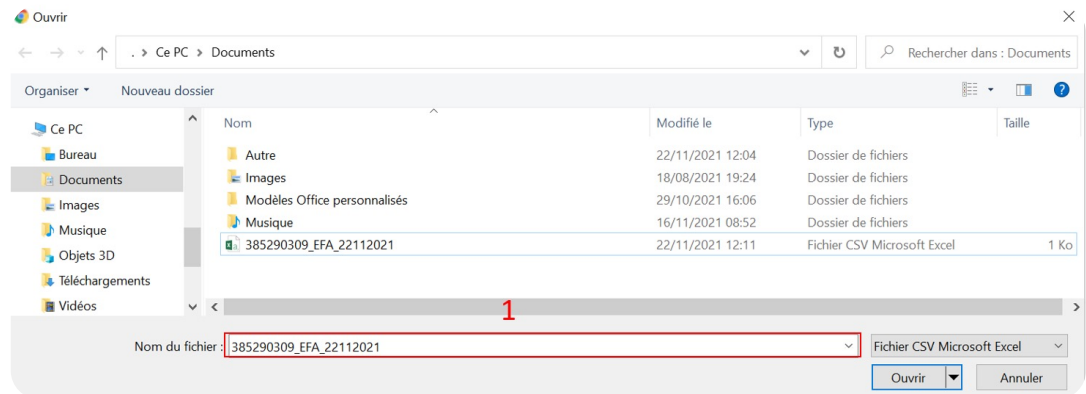 Ouvrir
. > Ce PC > Documents
Rechercher dans : Documents
Organiser
Nouveau dossier
Ce PC
Bureau
Documents
Images
Musique
Objets 3D
Téléchargements
Vidéos
Nom Modifié le Type Taille
Autre 22/11/2021 12:04 Dossier de fichiers
Images 18/08/2021 19:24 Dossier de fichiers
Modèles Office personnalisés 29/10/2021 16:06 Dossier de fichiers
Musique 16/11/2021 08:52 Dossier de fichiers
385290309_EFA_22112021 22/11/2021 12:11 Fichier CSV Microsoft Excel 1 Ko
1
Nom du fichier : 385290309_EFA_22112021 Fichier CSV Microsoft Excel
Ouvrir Annuler